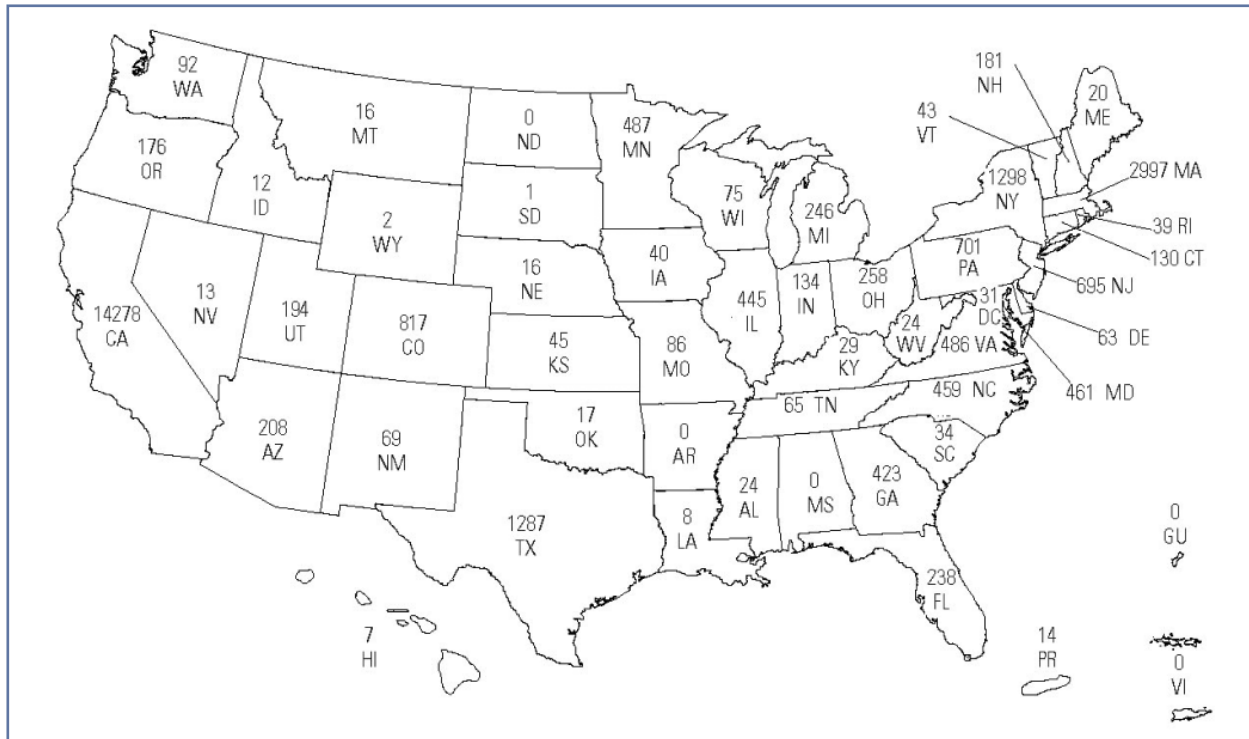 92
WA
16
MT
0
ND
487
MN
181
NH
43
VT
20
ME
176
OR
12
ID
2
WY
1
SD
75
WI
246
MI
1298
NY
2997 MA
39 RI
130 CT
701
PA
695 NJ
14278
CA
13
NV
194
UT
817
CO
16
NE
40
IA
445
IL
134
IN
258
OH
31
DC
63 DE
24
WV
486 VA
461 MD
45
KS
86
MO
29
KY
459 NC
65 TN
208
AZ
69
NM
17
OK
0
AR
34
SC
24
AL
0
MS
423
GA
1287
TX
8
LA
238
FL
0
GU
7
HI
14
PR
0
VI